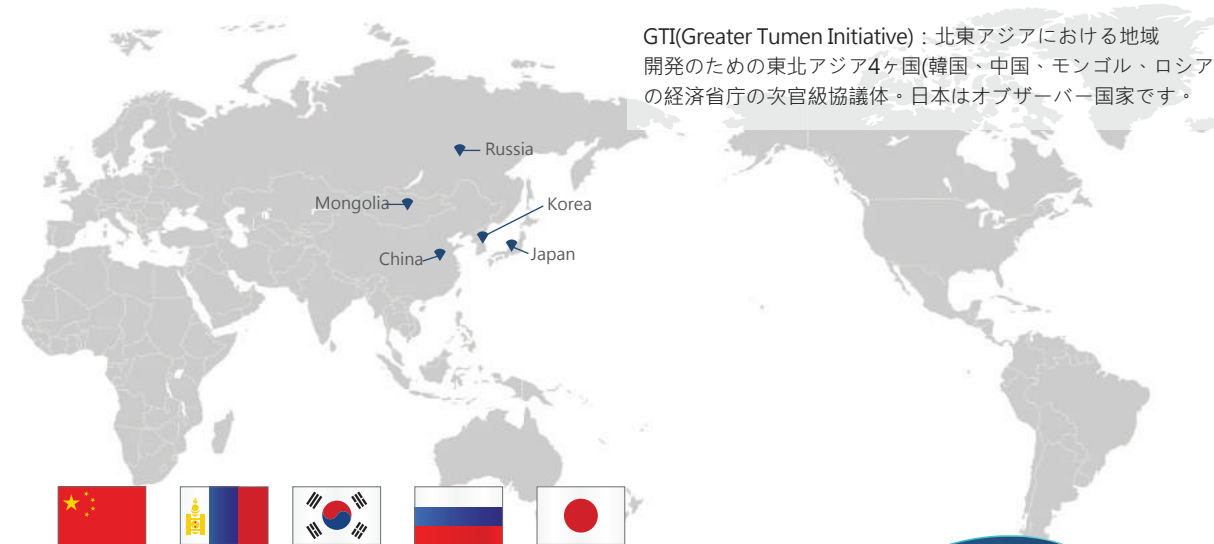 GTI(Greater Tumen Initiative)：北東アジアにおける地域
開発のための東北アジア4ヶ国(韓国、中国、モンゴル、ロシア
の経済省庁の次官級協議体。日本はオブザーバー国家です。
Russia
Mongolia
Korea
China
Japan